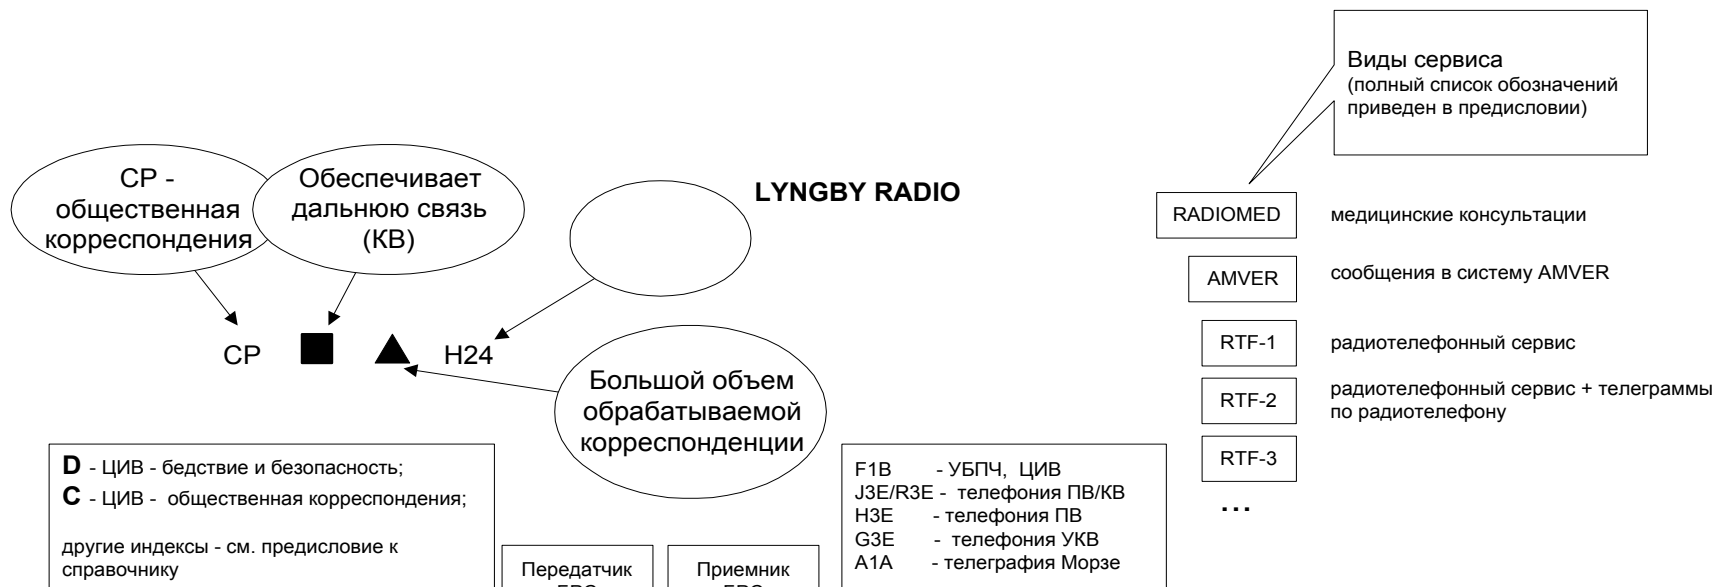 Виды сервиса
(полный список обозначений
приведен в предисловии)
СР -
общественная
корреспондения
Обеспечивает
дальнюю связь
(КВ)
LYNGBY RADIO
RADIOMED медицинские консультации
AMVER сообщения в систему AMVER
CP H24
RTF-1 радиотелефонный сервис
Большой объем
обрабатываемой
корреспонденции
RTF-2 радиотелефонный сервис + телеграммы
по радиотелефону
RTF-3
...
D - ЦИВ - бедствие и безопасность;
C - ЦИВ - общественная корреспондения;
другие индексы - см. предисловие к
справочнику
Передатчик
Приемник
F1B - УБПЧ, ЦИВ
J3E/R3E - телефония ПВ/КВ
H3E - телефония ПВ
G3E - телефония УКВ
A1A - телеграфия Морзе